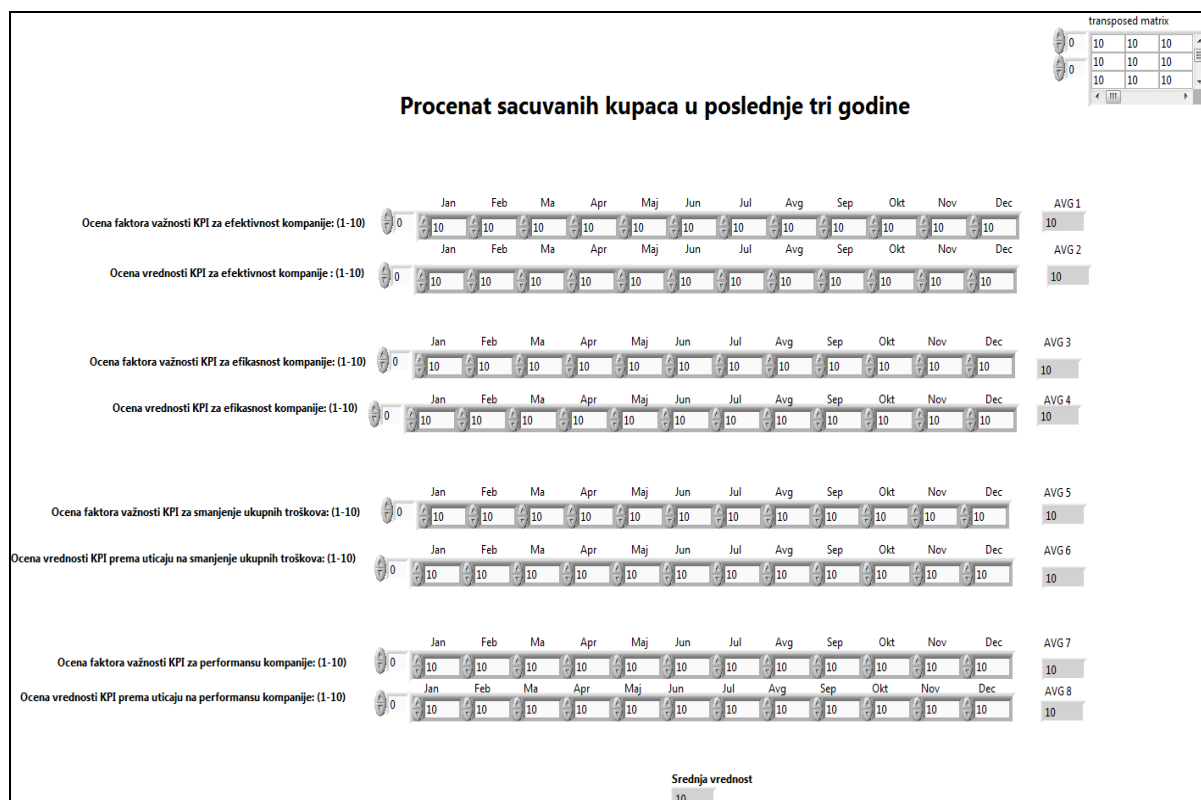 transposed matrix
0 10 10 10
0 10 10 10
10 10 10
Procenat sacuvanih kupaca u poslednje tri godine
Jan Feb Ma Apr Maj Jun Jul Avg Sep Okt Nov Dec AVG 1
Ocena faktora važnosti KPI za efektivnost kompanije: (1-10) 0 10 10 10 10 10 10 10 10 10 10 10 10 10
Jan Feb Ma Apr Maj Jun Jul Avg Sep Okt Nov Dec AVG 2
Ocena vrednosti KPI za efektivnost kompanije : (1-10) 0 10 10 10 10 10 10 10 10 10 10 10 10 10
Jan Feb Ma Apr Maj Jun Jul Avg Sep Okt Nov Dec AVG 3
Ocena faktora važnosti KPI za efikasnost kompanije: (1-10) 0 10 10 10 10 10 10 10 10 10 10 10 10 10
Jan Feb Ma Apr Maj Jun Jul Avg Sep Okt Nov Dec AVG 4
Ocena vrednosti KPI za efikasnost kompanije: (1-10) 0 10 10 10 10 10 10 10 10 10 10 10 10 10
Jan Feb Ma Apr Maj Jun Jul Avg Sep Okt Nov Dec AVG 5
Ocena faktora važnosti KPI za smanjenje ukupnih troškova: (1-10) 0 10 10 10 10 10 10 10 10 10 10 10 10 10
Jan Feb Ma Apr Maj Jun Jul Avg Sep Okt Nov Dec AVG 6
Ocena vrednosti KPI prema uticaju na smanjenje ukupnih troškova: (1-10) 0 10 10 10 10 10 10 10 10 10 10 10 10 10
Jan Feb Ma Apr Maj Jun Jul Avg Sep Okt Nov Dec AVG 7
Ocena faktora važnosti KPI za performansu kompanije: (1-10) 0 10 10 10 10 10 10 10 10 10 10 10 10 10
Jan Feb Ma Apr Maj Jun Jul Avg Sep Okt Nov Dec AVG 8
Ocena vrednosti KPI prema uticaju na performansu kompanije: (1-10) 0 10 10 10 10 10 10 10 10 10 10 10 10 10
Srednja vrednost
10